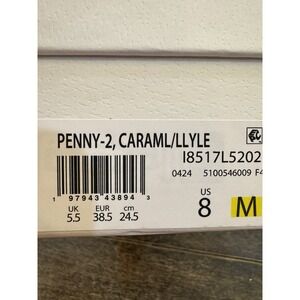 PENNY-2, CARAML/LLYLE
I8517L5202
0424 5100546009 F4
1 97943 43894 3
UK EUR cm
5.5 38.5 24.5
US
8 M